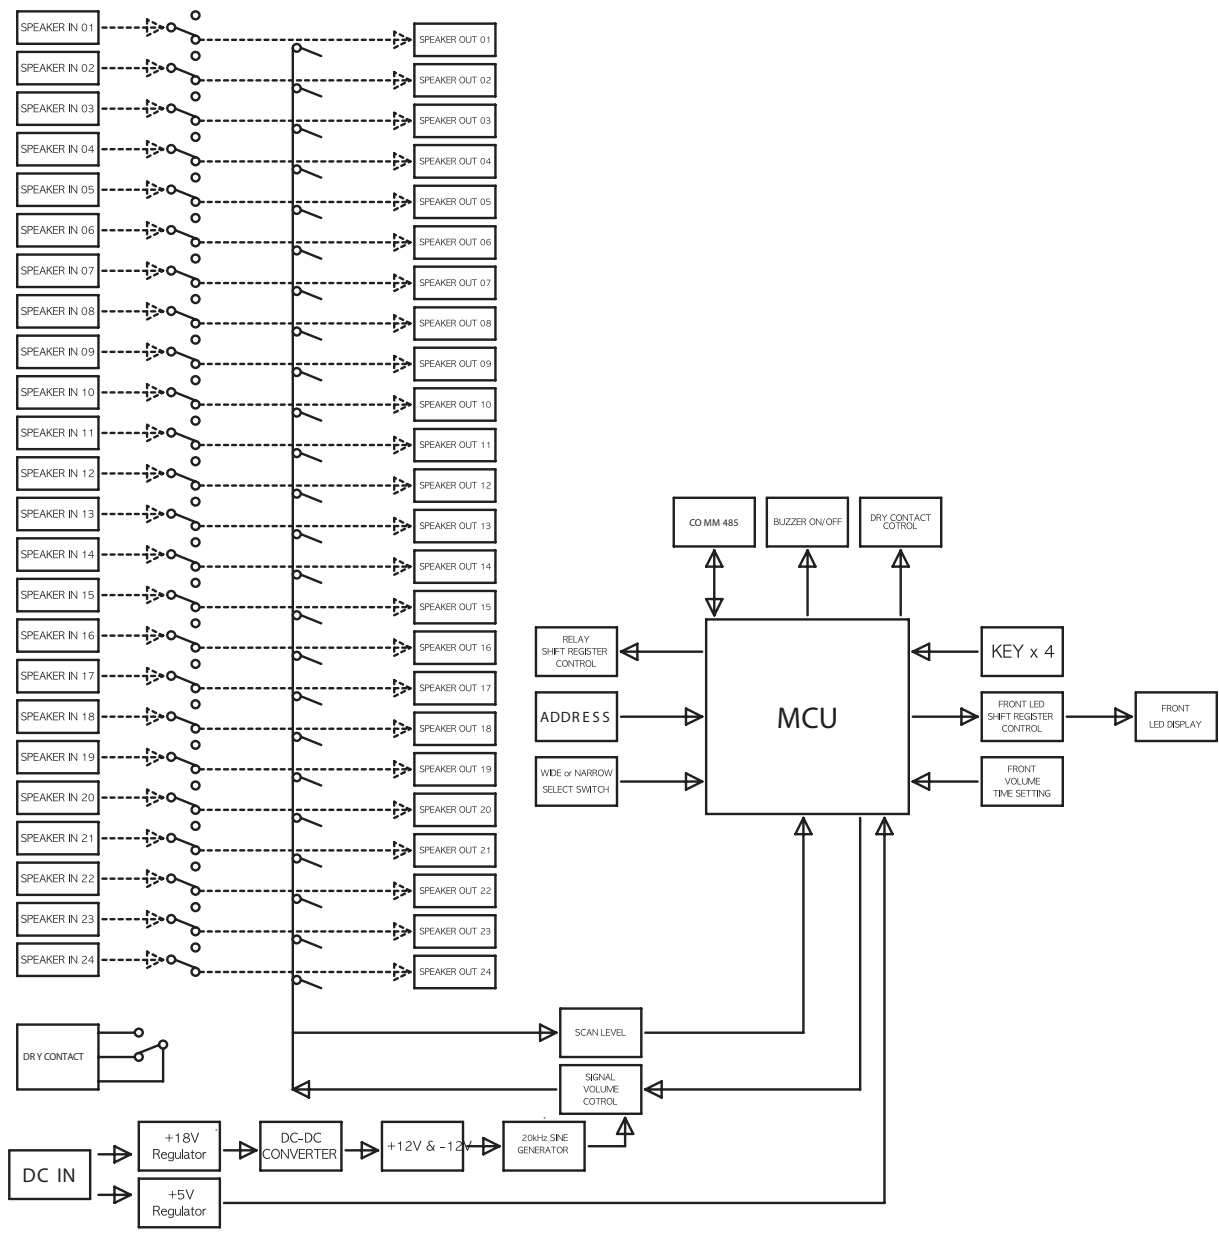 SPEAKER IN 01
SPEAKER OUT 01
SPEAKER IN 02
SPEAKER OUT 02
SPEAKER IN 03
SPEAKER OUT 03
SPEAKER IN 04
SPEAKER OUT 04
SPEAKER IN 05
SPEAKER OUT 05
SPEAKER IN 06
SPEAKER OUT 06
SPEAKER IN 07
SPEAKER OUT 07
SPEAKER IN 08
SPEAKER OUT 08
SPEAKER IN 09
SPEAKER OUT 09
SPEAKER IN 10
SPEAKER OUT 10
SPEAKER IN 11
SPEAKER OUT 11
SPEAKER IN 12
SPEAKER OUT 12
SPEAKER IN 13
SPEAKER OUT 13
SPEAKER IN 14
SPEAKER OUT 14
SPEAKER IN 15
SPEAKER OUT 15
SPEAKER IN 16
SPEAKER OUT 16
SPEAKER IN 17
SPEAKER OUT 17
SPEAKER IN 18
SPEAKER OUT 18
SPEAKER IN 19
SPEAKER OUT 19
SPEAKER IN 20
SPEAKER OUT 20
SPEAKER IN 21
SPEAKER OUT 21
SPEAKER IN 22
SPEAKER OUT 22
SPEAKER IN 23
SPEAKER OUT 23
SPEAKER IN 24
SPEAKER OUT 24
COMM 485
BUZZER ON/OFF
DRY CONTACT
COTROL
RELAY
SHIFT REGISTER
CONTROL
ADDRESS
WIDE or NARROW
SELECT SWITCH
MCU
KEY x 4
FRONT LED
SHIFT REGISTER
CONTROL
FRONT
LED DISPLAY
FRONT
VOLUME
TIME SETTING
SCAN LEVEL
DRY CONTACT
SIGNAL
VOLUME
COTROL
DC IN
+18V
Regulator
DC-DC
CONVERTER
+12V & -12V
20kHz SINE
GENERATOR
+5V
Regulator